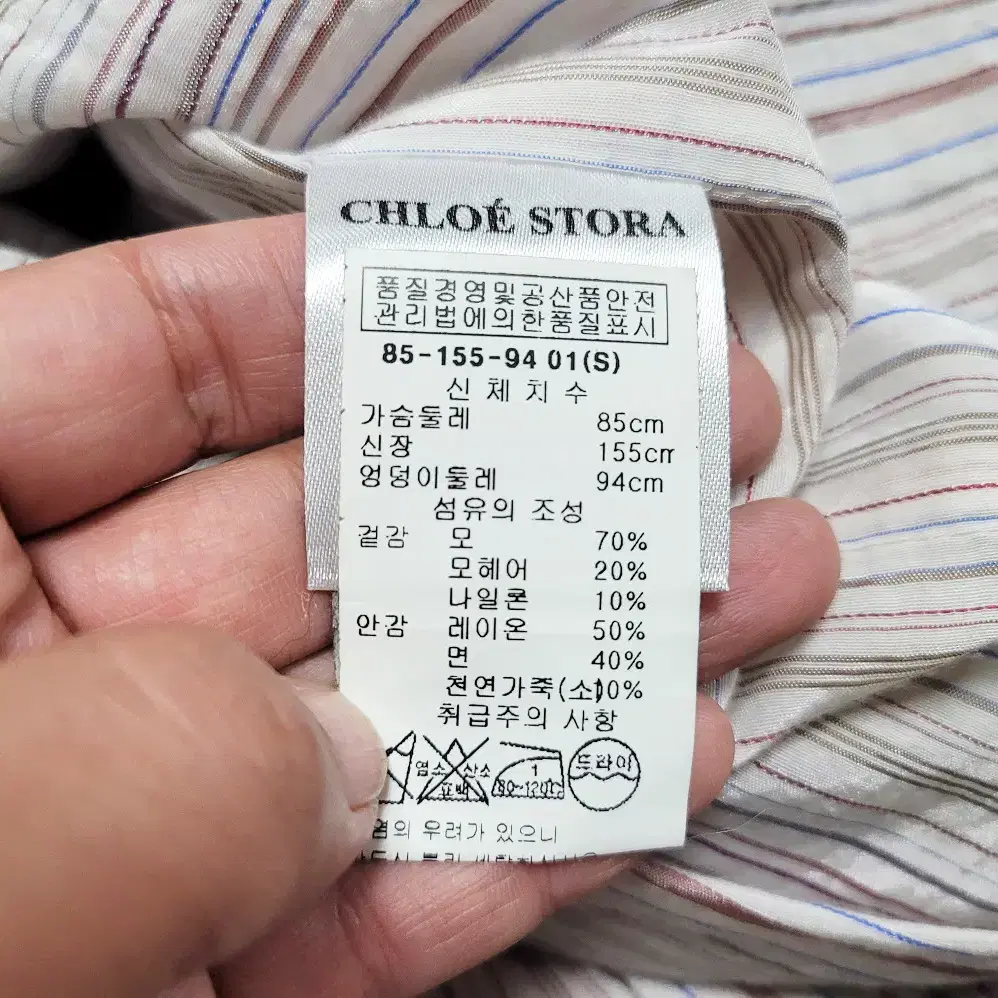 CHLOÉ STORA
품질경영및공산품안전
관리법에의한품질표시
85-155-94 01(S)
신 체 치 수
가슴둘레 85cm
신장 155cm
엉덩이둘레 94cm
섬유의 조성
겉감 모 70%
모헤어 20%
나일론 10%
안감 레이온 50%
면 40%
천연가죽(소)10%
취급주의 사항
염소 산소 표백 1 80~120℃ 드라이
염의 우려가 있으니